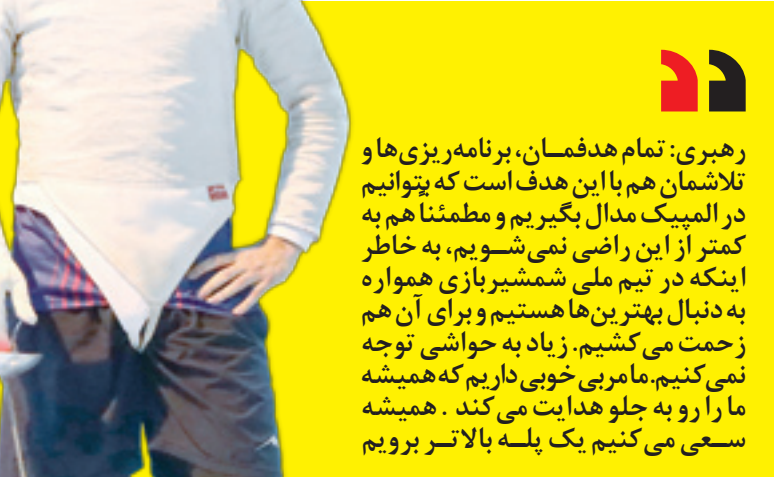 رهبری: تمام هدفمــان، برنامه‌ریزی‌ها و
تلاشمان هم با این هدف است که بتوانیم
در المپیک مدال بگیریم و مطمئناً هم به
کمتر از این راضی نمی‌شــویم، به خاطر
اینکه در تیم ملی شمشیربازی همواره
به دنبال بهترین‌ها هستیم و برای آن هم
زحمت می‌کشیم. زیاد به حواشی توجه
نمی‌کنیم. ما مربی خوبی داریم که همیشه
ما را رو به جلو هدایت می‌کند . همیشه
ســعی می‌کنیم یک پلــه بالاتــر برویم